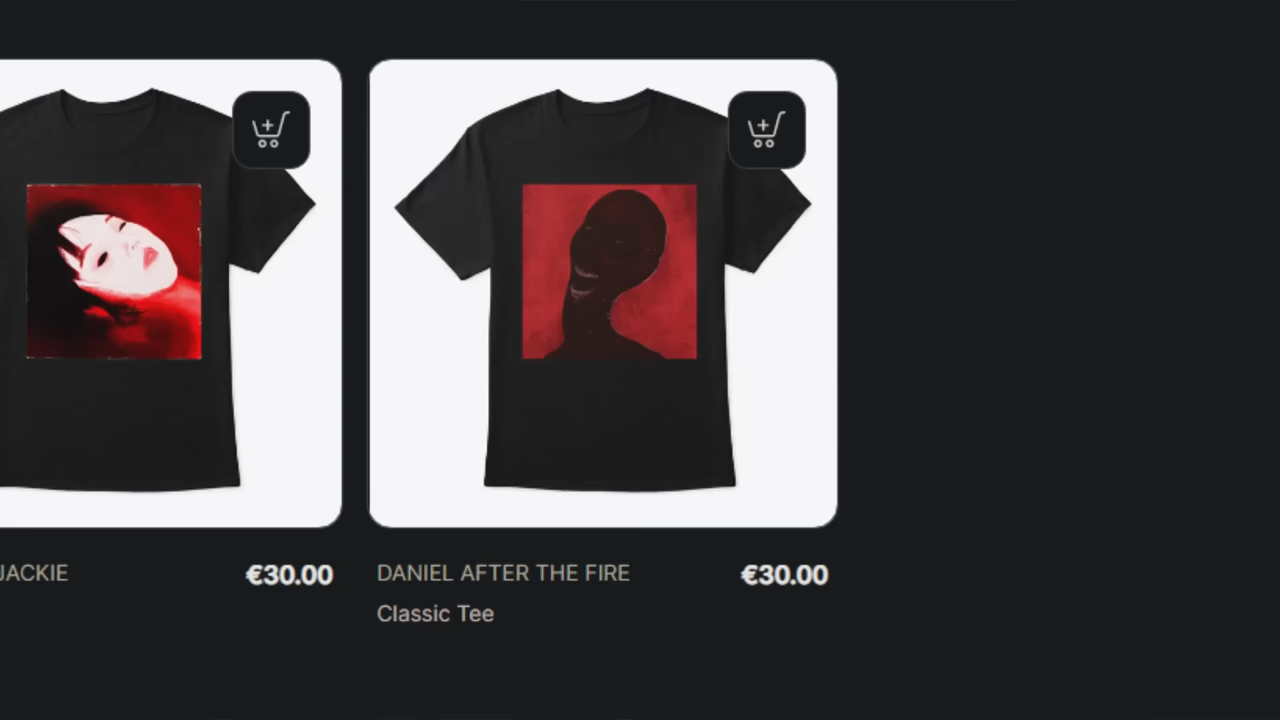 JACKIE
€30.00
DANIEL AFTER THE FIRE
€30.00
Classic Tee